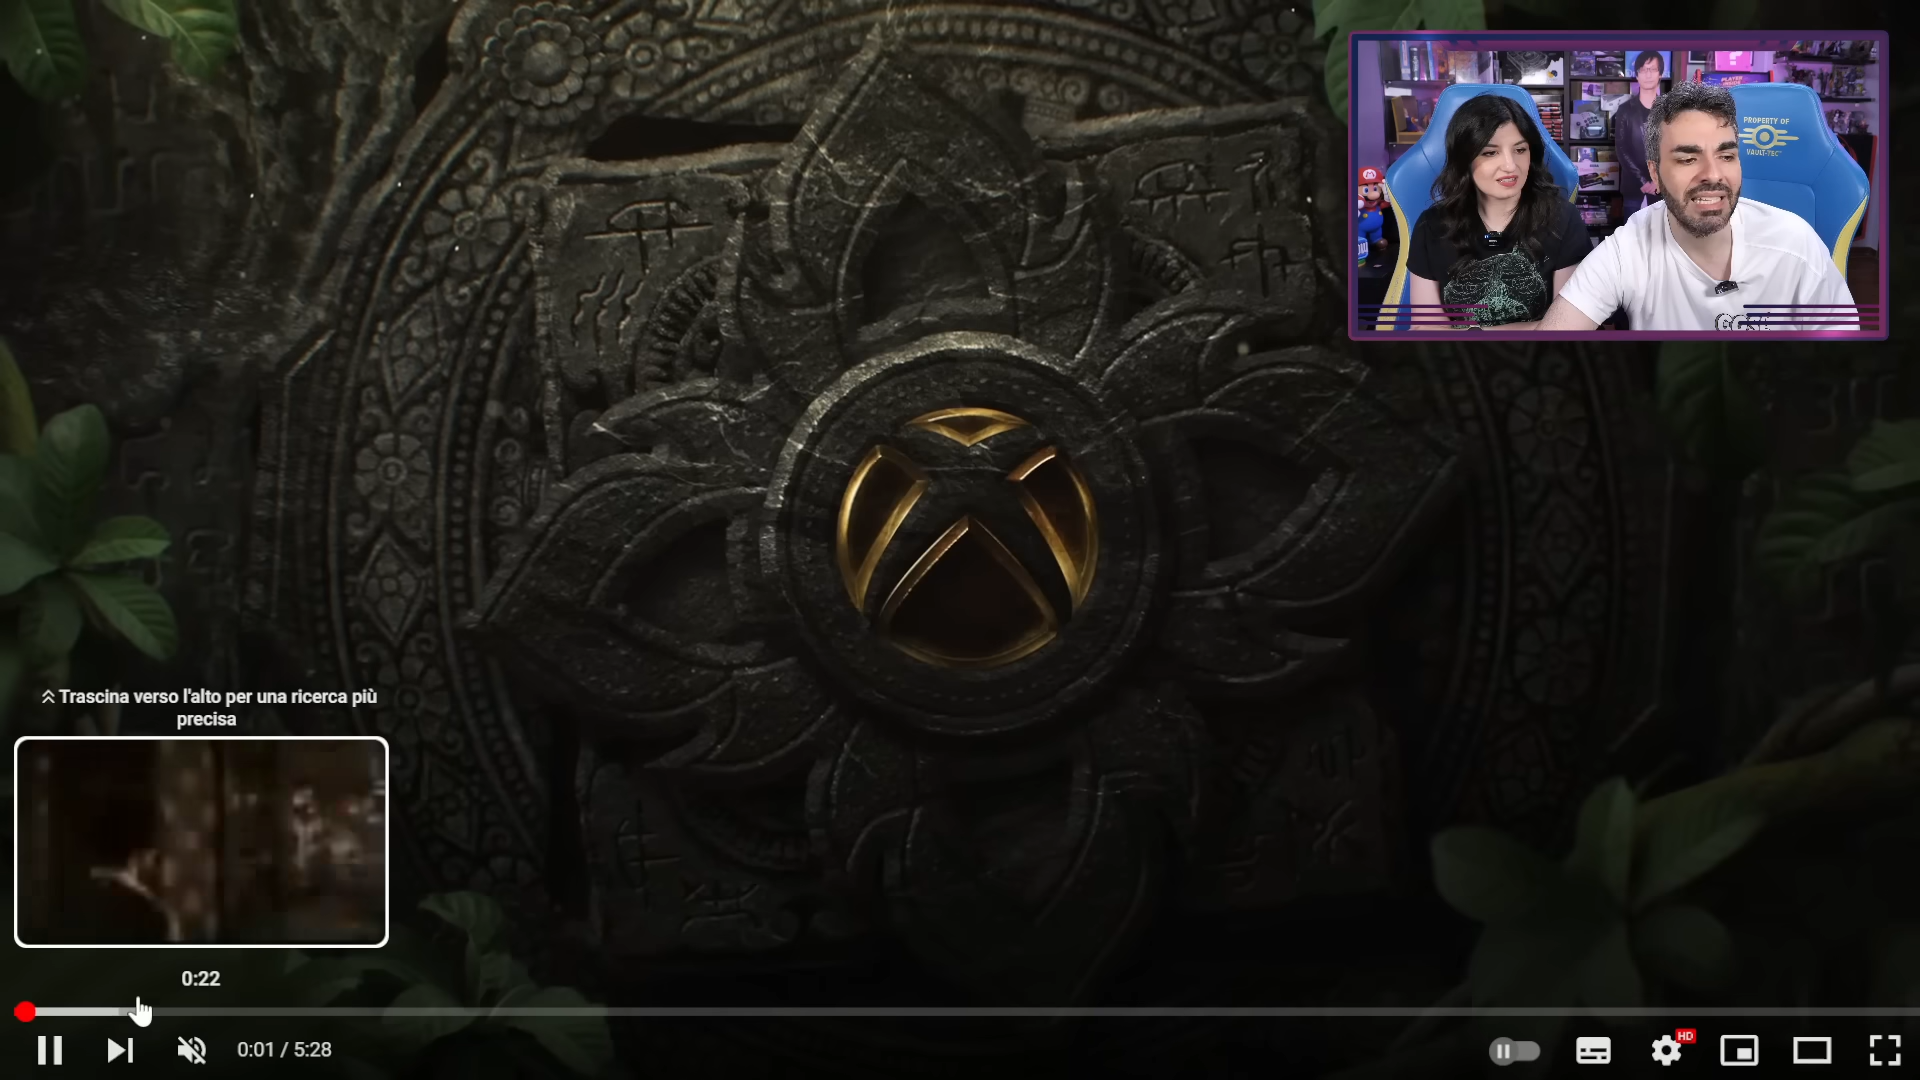 PROPERTY OF
VAULT-TEC
Trascina verso l'alto per una ricerca più
precisa
0:22
0:01 / 5:28
HD